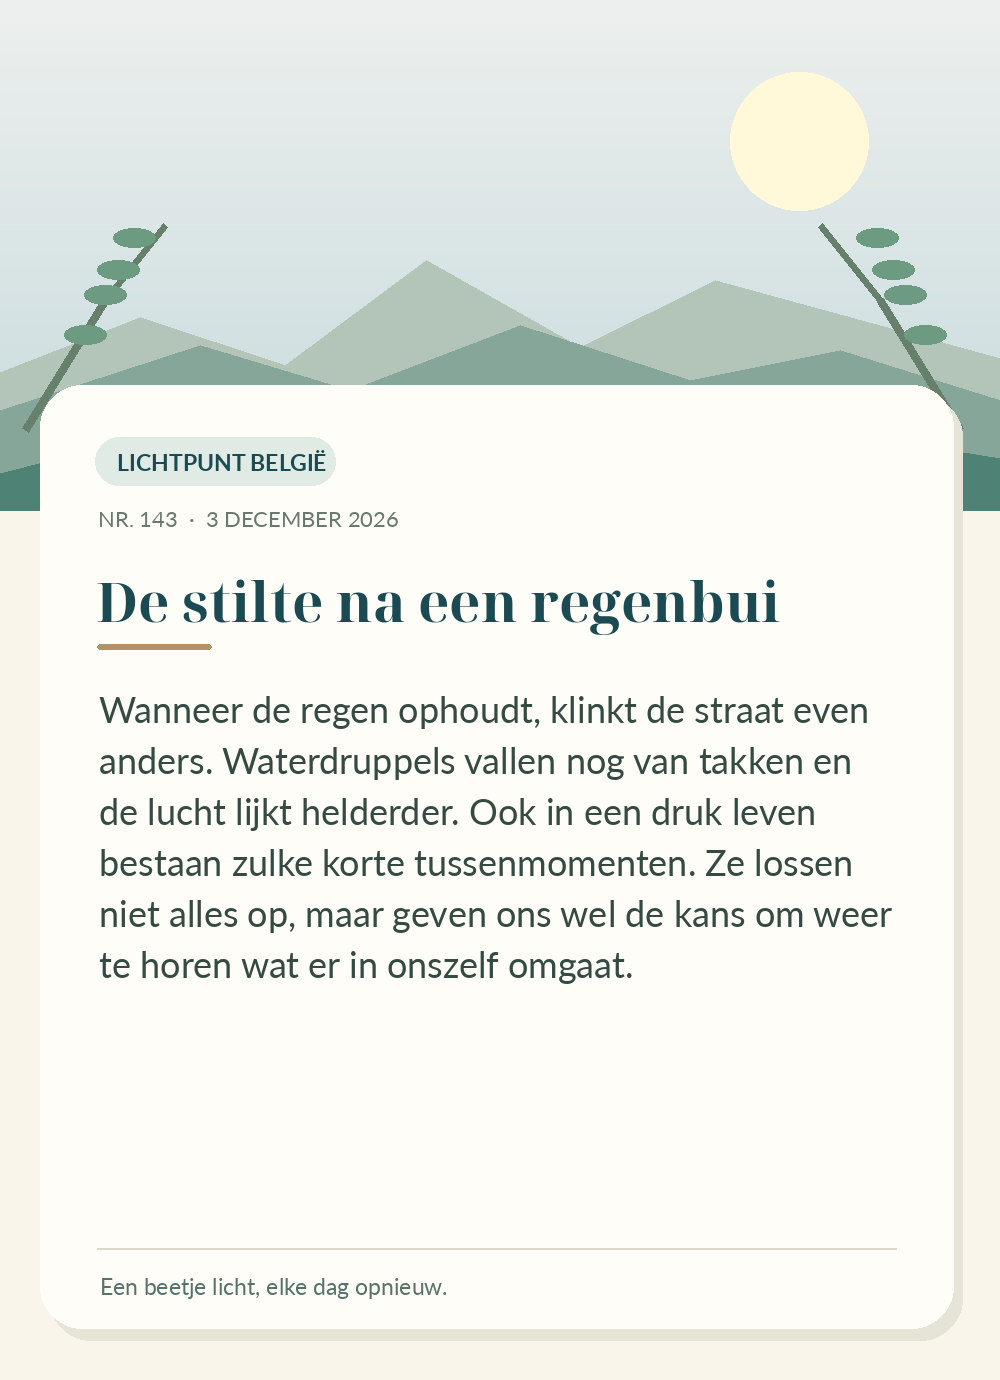 LICHTPUNT BELGIË
NR. 143 · 3 DECEMBER 2026
De stilte na een regenbui
Wanneer de regen ophoudt, klinkt de straat even
anders. Waterdruppels vallen nog van takken en
de lucht lijkt helderder. Ook in een druk leven
bestaan zulke korte tussenmomenten. Ze lossen
niet alles op, maar geven ons wel de kans om weer
te horen wat er in onszelf omgaat.
Een beetje licht, elke dag opnieuw.